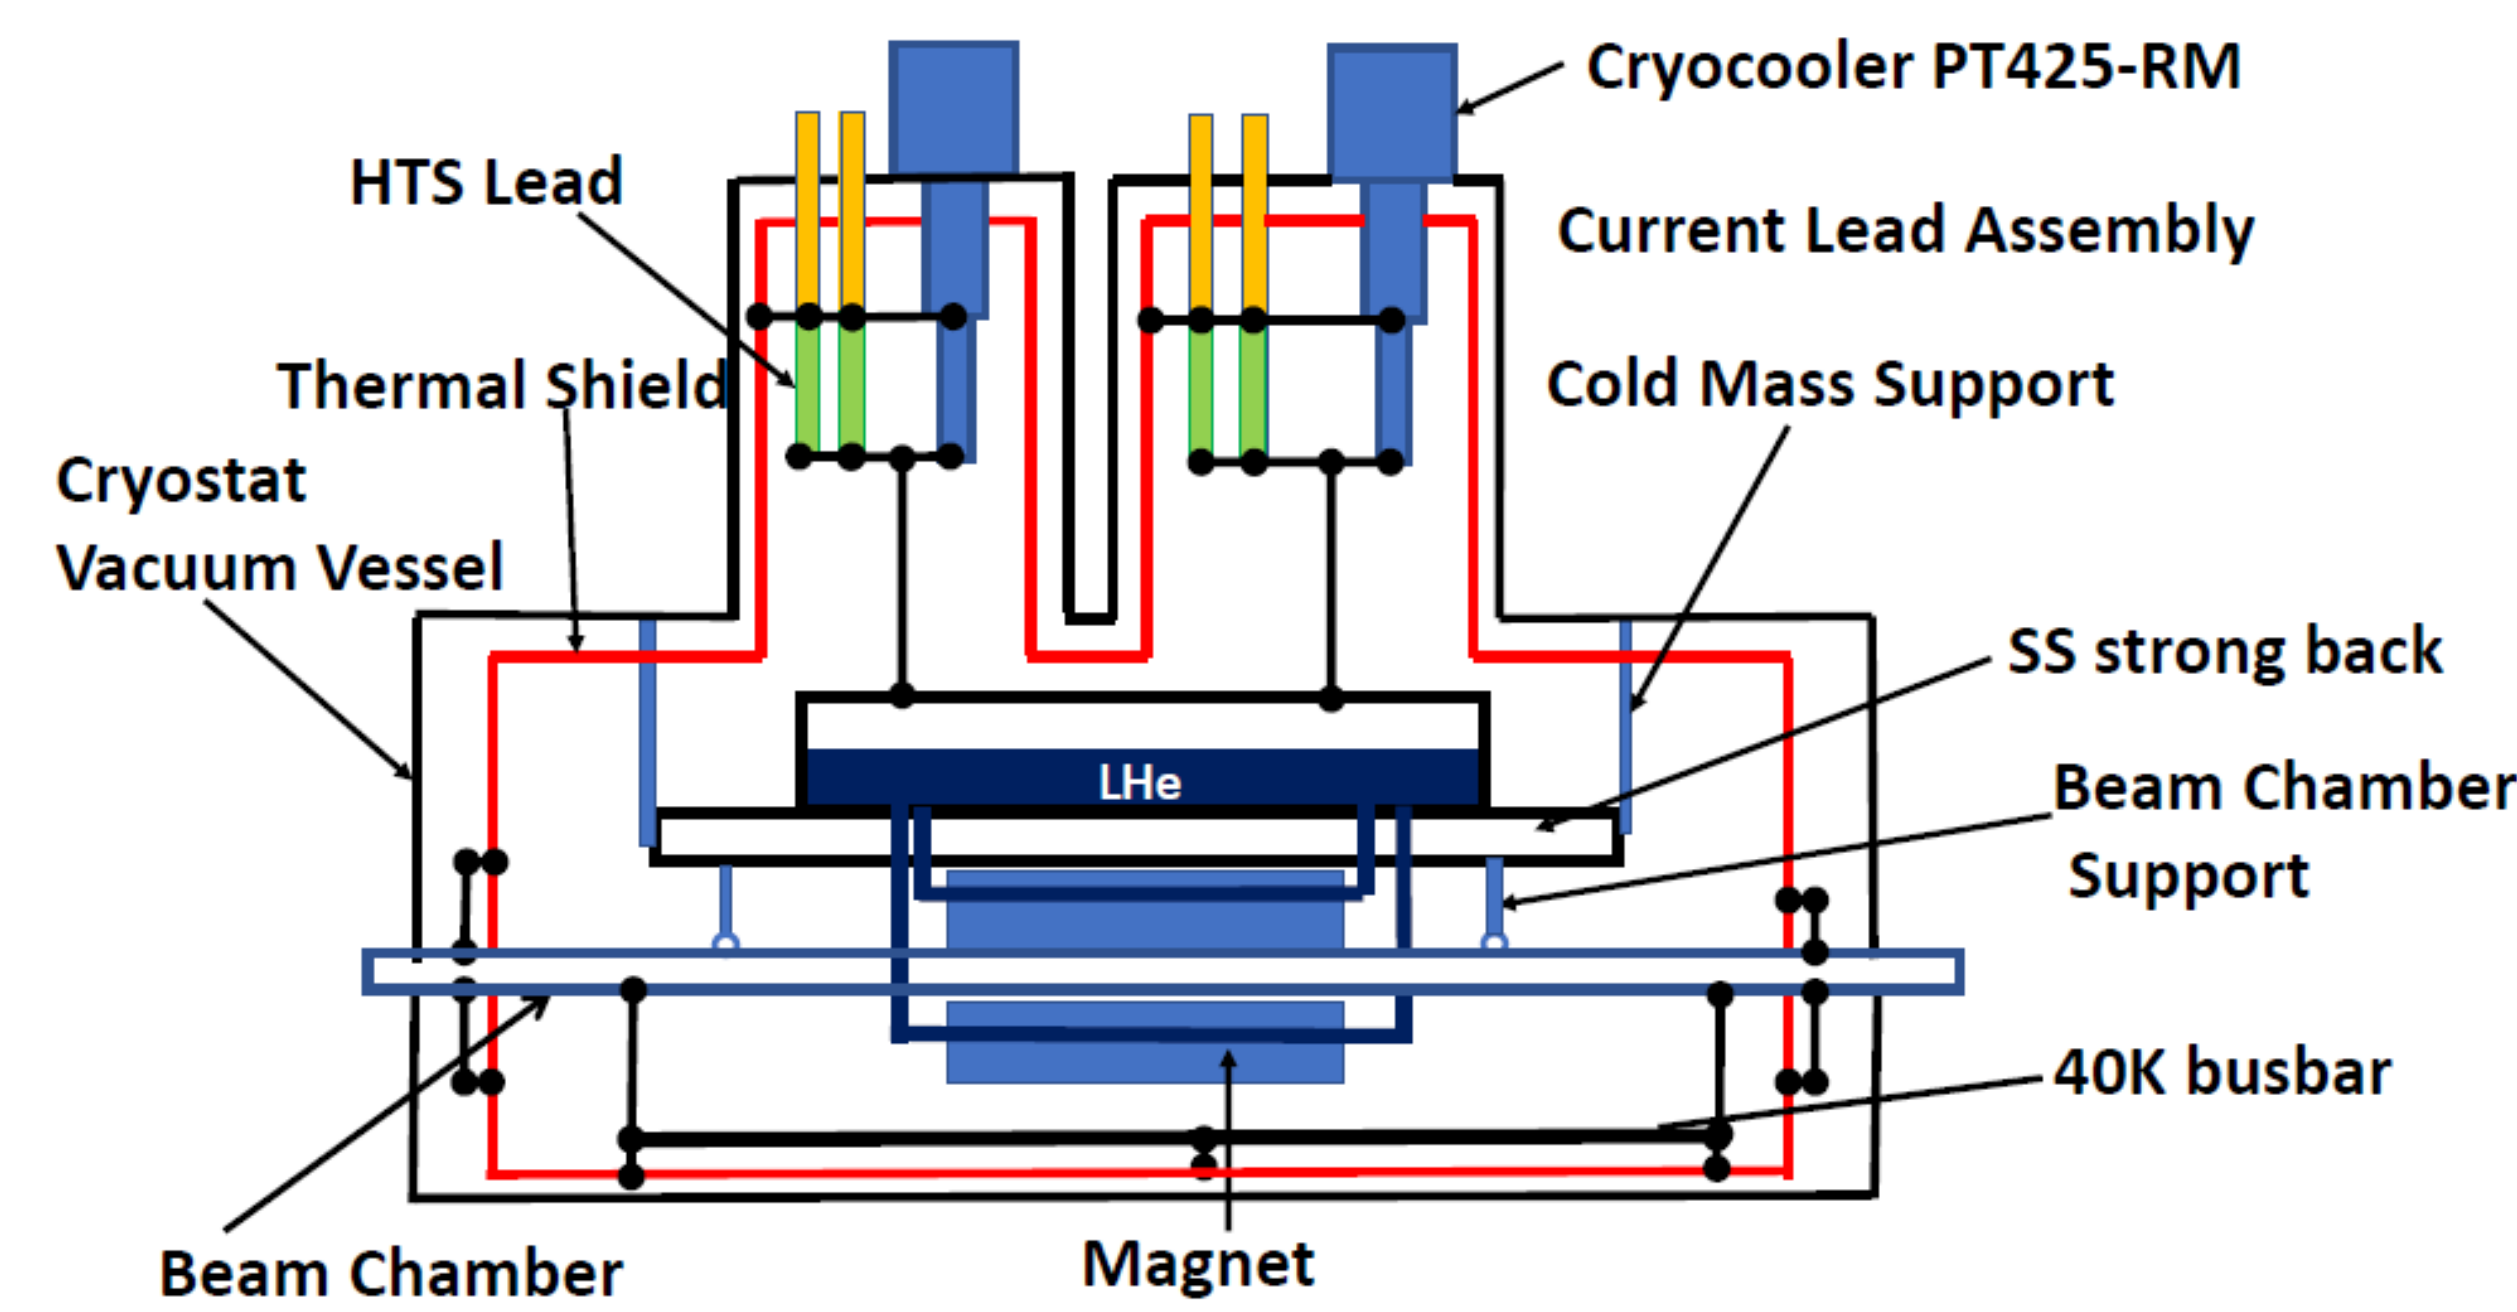 Cryocooler PT425-RM
HTS Lead
Current Lead Assembly
Thermal Shield
Cold Mass Support
Cryostat
Vacuum Vessel
SS strong back
LHe
Beam Chamber
Support
40K busbar
Beam Chamber
Magnet